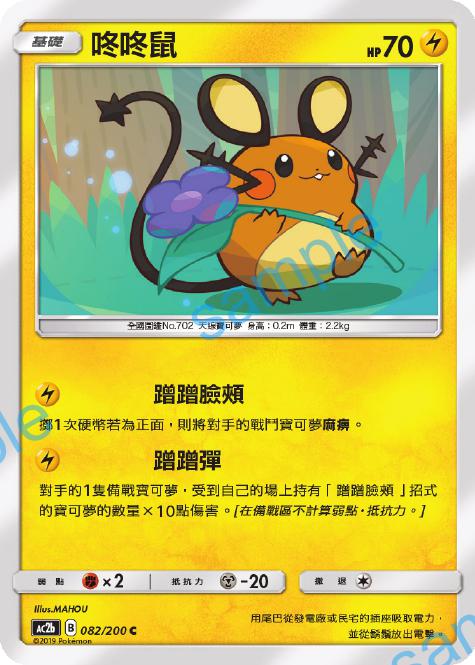 基礎 咚咚鼠 HP70
全國圖鑑No.702 天線寶可夢 身高：0.2m 體重：2.2kg
蹭蹭臉頰
擲1次硬幣若為正面，則將對手的戰鬥寶可夢麻痹。
蹭蹭彈
對手的1隻備戰寶可夢，受到自己的場上持有「蹭蹭臉頰」招式
的寶可夢的數量×10點傷害。[在備戰區不計算弱點·抵抗力。]
弱點 ×2 抵抗力 -20 撤退
Illus.MAHOU
AC2b B 082/200 C
©2019 Pokémon
用尾巴從發電廠或民宅的插座吸取電力，
並從鬍鬚放出電擊。
sample
sample
sample